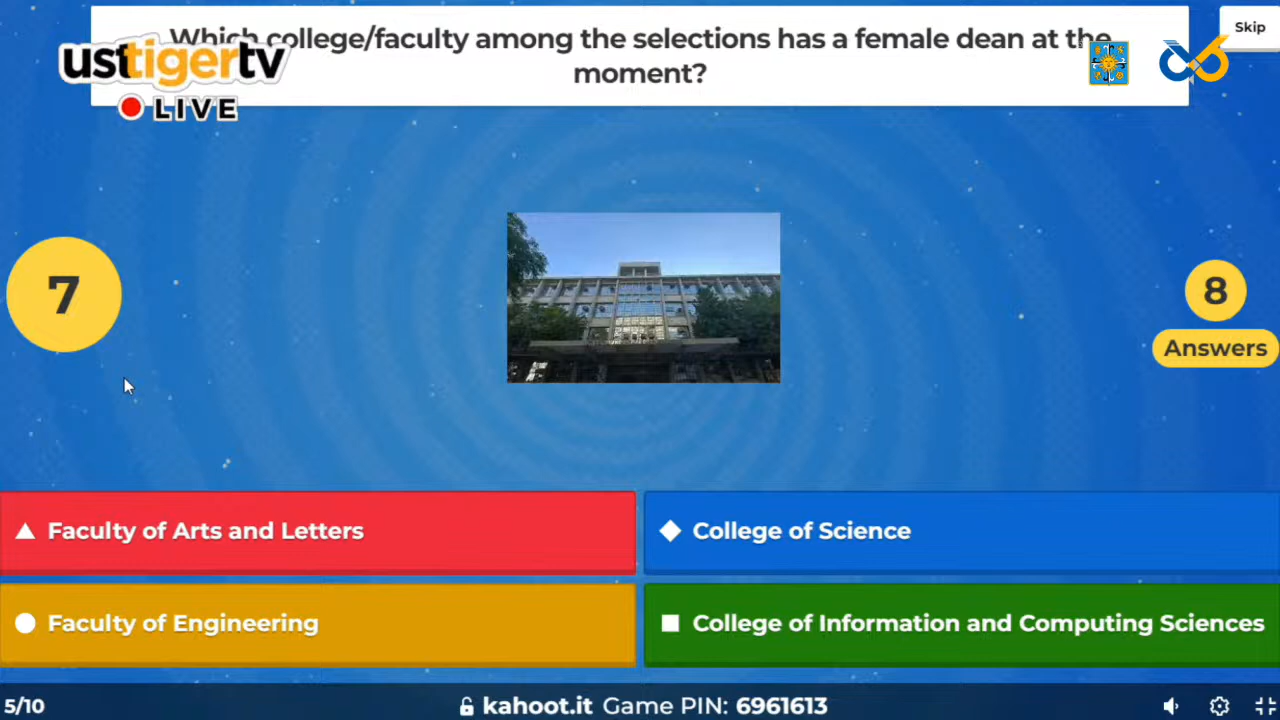 Which college/faculty among the selections has a female dean at the
moment?
Skip
usttigertv
LIVE
7
8
Answers
Faculty of Arts and Letters
College of Science
Faculty of Engineering
College of Information and Computing Sciences
5/10
kahoot.it Game PIN: 6961613